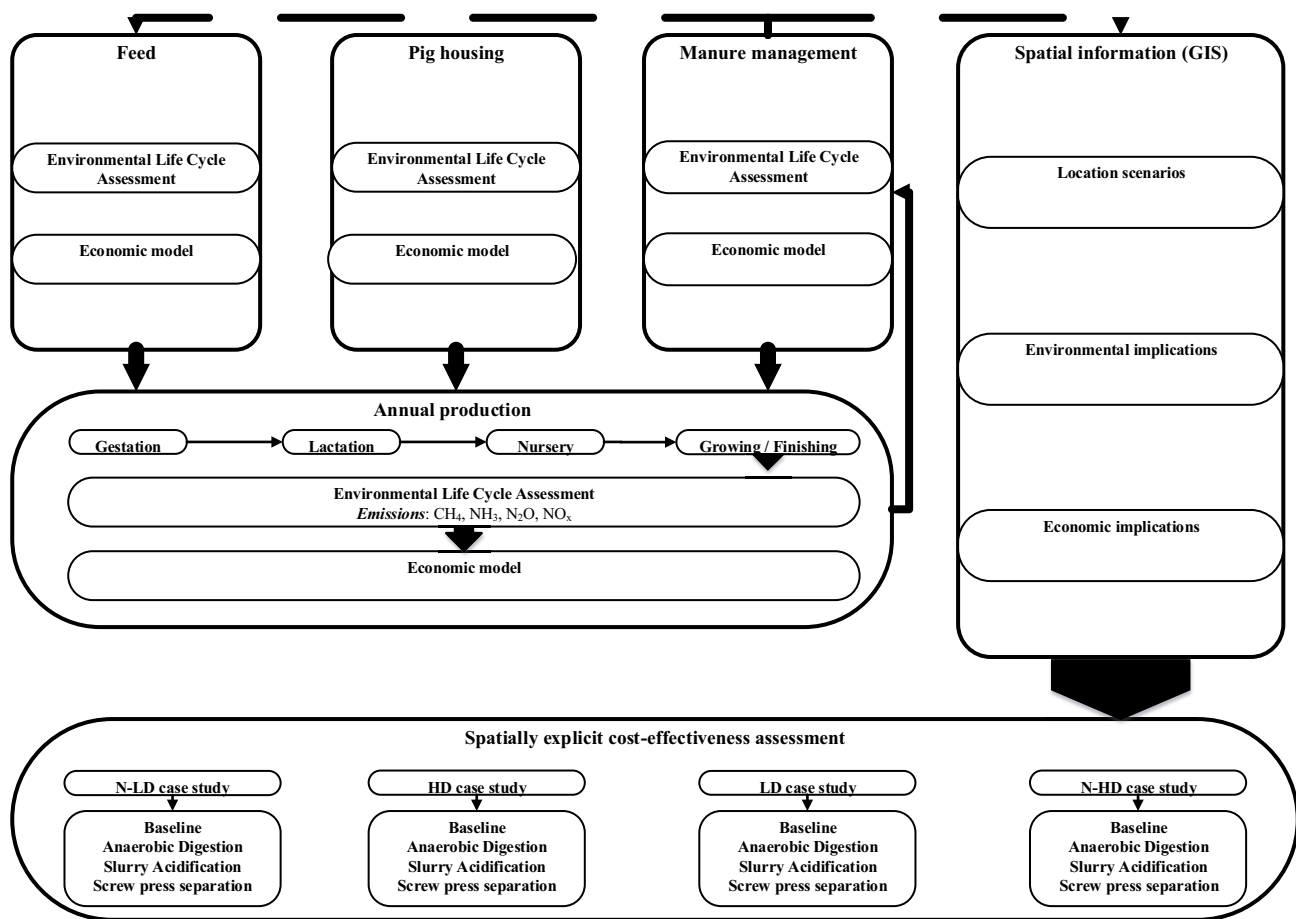 Feed
Environmental Life Cycle
Assessment
Economic model
Pig housing
Environmental Life Cycle
Assessment
Economic model
Manure management
Environmental Life Cycle
Assessment
Economic model
Spatial information (GIS)
Location scenarios
Environmental implications
Economic implications
Annual production
Gestation
Lactation
Nursery
Growing / Finishing
Environmental Life Cycle Assessment
Emissions: CH₄, NH₃, N₂O, NOₓ
Economic model
Spatially explicit cost-effectiveness assessment
N-LD case study
Baseline
Anaerobic Digestion
Slurry Acidification
Screw press separation
HD case study
Baseline
Anaerobic Digestion
Slurry Acidification
Screw press separation
LD case study
Baseline
Anaerobic Digestion
Slurry Acidification
Screw press separation
N-HD case study
Baseline
Anaerobic Digestion
Slurry Acidification
Screw press separation